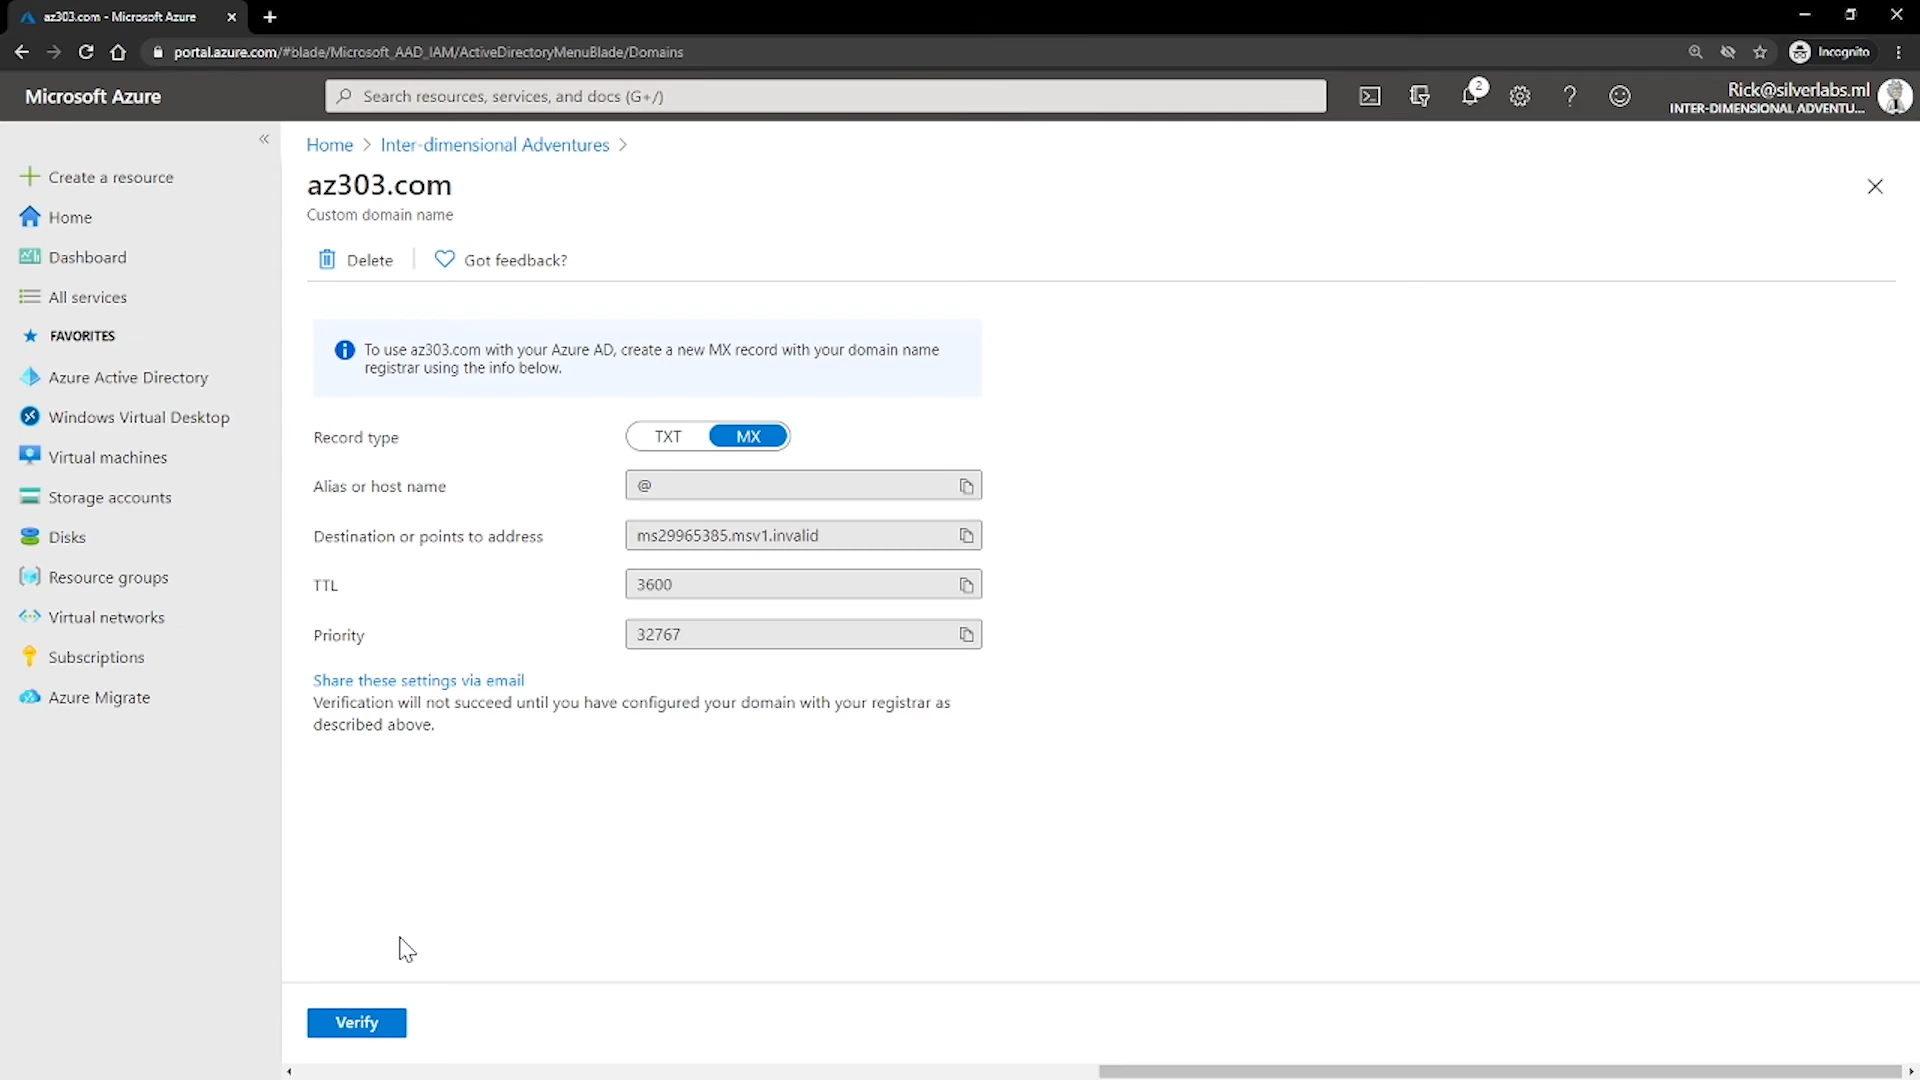 az303.com - Microsoft Azure
portal.azure.com/#blade/Microsoft_AAD_IAM/ActiveDirectoryMenuBlade/Domains
Incognito
Microsoft Azure
Search resources, services, and docs (G+/)
2
Rick@silverlabs.ml
INTER-DIMENSIONAL ADVENTU...
Create a resource
Home
Dashboard
All services
FAVORITES
Azure Active Directory
Windows Virtual Desktop
Virtual machines
Storage accounts
Disks
Resource groups
Virtual networks
Subscriptions
Azure Migrate
Home > Inter-dimensional Adventures >
az303.com
Custom domain name
Delete
Got feedback?
To use az303.com with your Azure AD, create a new MX record with your domain name
registrar using the info below.
Record type
TXT MX
Alias or host name
@
Destination or points to address
ms29965385.msv1.invalid
TTL
3600
Priority
32767
Share these settings via email
Verification will not succeed until you have configured your domain with your registrar as
described above.
Verify